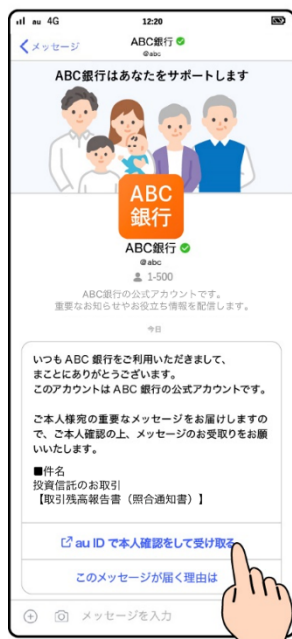 au 4G 12:20
メッセージ
ABC銀行
@abc
ABC銀行はあなたをサポートします
ABC
銀行
ABC銀行
@abc
1-500
ABC銀行の公式アカウントです。
重要なお知らせやお役立ち情報を配信します。
今日
いつも ABC 銀行をご利用いただきまして、
まことにありがとうございます。
このアカウントは ABC 銀行の公式アカウントです。
ご本人様宛の重要なメッセージをお届けしますの
で、ご本人確認の上、メッセージのお受取りをお願
いいたします。
■件名
投資信託のお取引
【取引残高報告書（照合通知書）】
au ID で本人確認をして受け取る
このメッセージが届く理由は
メッセージを入力